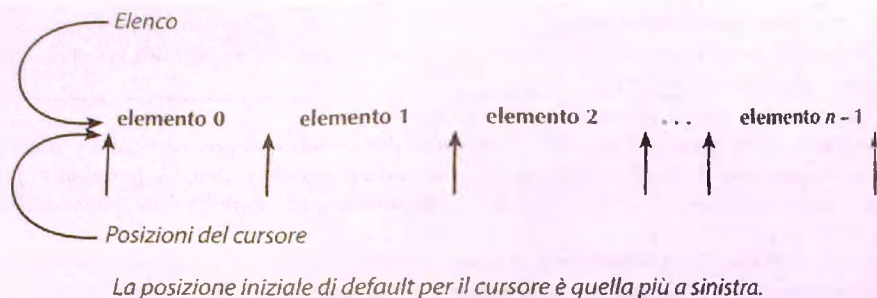 Elenco
elemento 0 elemento 1 elemento 2 ... elemento n - 1
Posizioni del cursore
La posizione iniziale di default per il cursore è quella più a sinistra.